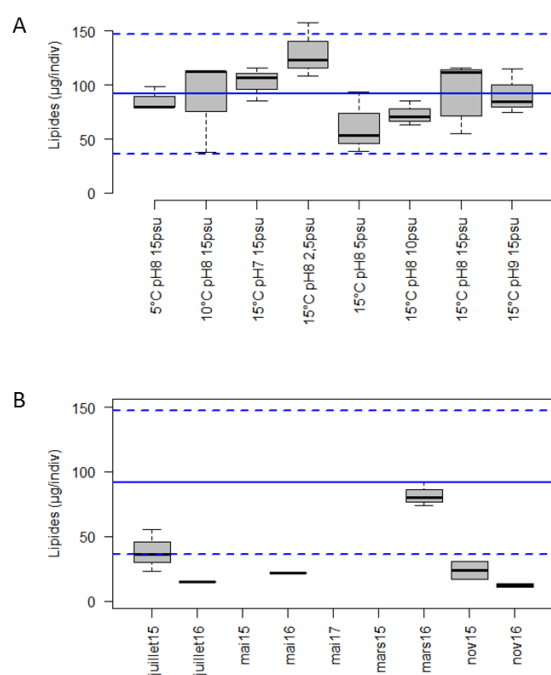 A
Lipides (µg/indiv)
150
100
50
0
5°C pH8 15psu
10°C pH8 15psu
15°C pH7 15psu
15°C pH8 2,5psu
15°C pH8 5psu
15°C pH8 10psu
15°C pH8 15psu
15°C pH9 15psu
B
Lipides (µg/indiv)
150
100
50
0
juillet15
juillet16
mai15
mai16
mai17
mars15
mars16
nov15
nov16